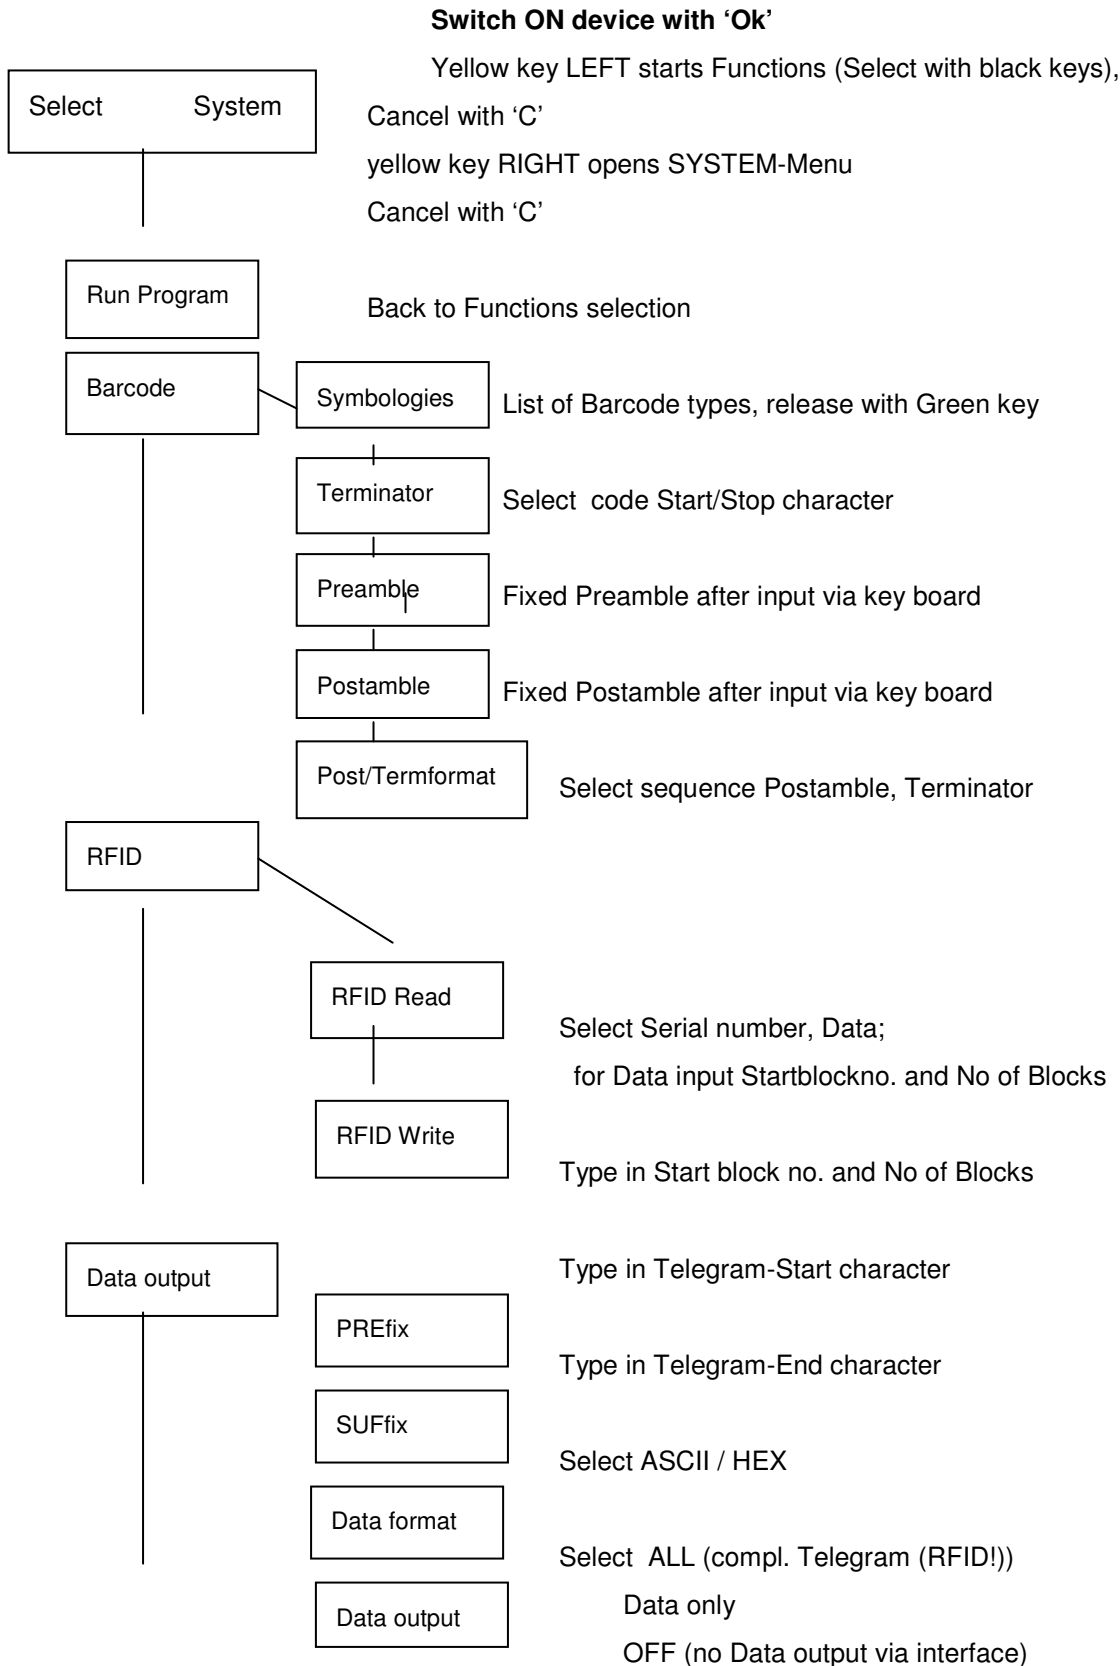 Switch ON device with ‘Ok’
Yellow key LEFT starts Functions (Select with black keys),
Select System
Cancel with ‘C’
yellow key RIGHT opens SYSTEM-Menu
Cancel with ‘C’
Run Program
Back to Functions selection
Barcode
Symbologies
List of Barcode types, release with Green key
Terminator
Select code Start/Stop character
Preamble
Fixed Preamble after input via key board
Postamble
Fixed Postamble after input via key board
Post/Termformat
Select sequence Postamble, Terminator
RFID
RFID Read
Select Serial number, Data;
for Data input Startblockno. and No of Blocks
RFID Write
Type in Start block no. and No of Blocks
Data output
Type in Telegram-Start character
PREfix
Type in Telegram-End character
SUFfix
Select ASCII / HEX
Data format
Select ALL (compl. Telegram (RFID!))
Data output
Data only
OFF (no Data output via interface)